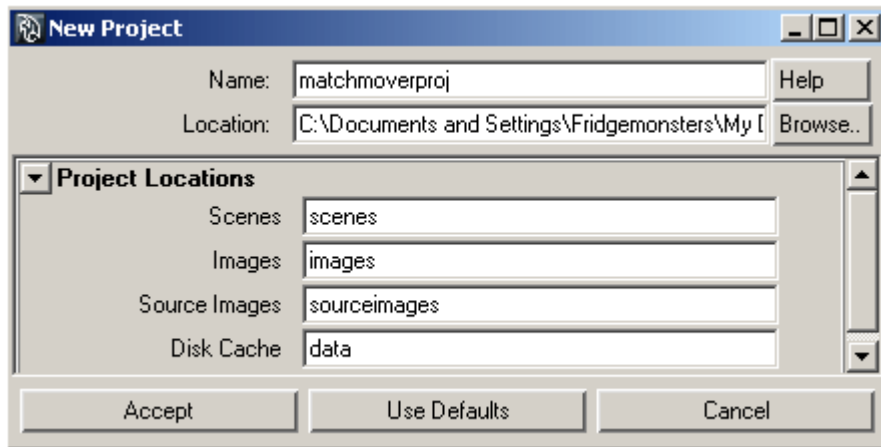 New Project
Name: matchmoverproj Help
Location: C:\Documents and Settings\Fridgemonsters\My Browse..
Project Locations
Scenes scenes
Images images
Source Images sourceimages
Disk Cache data
Accept Use Defaults Cancel